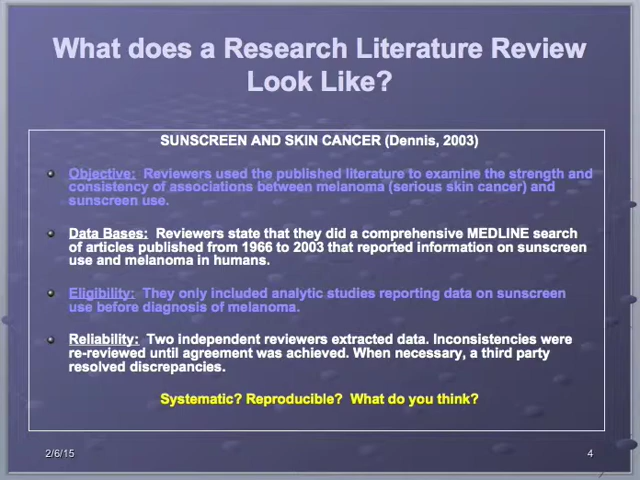 What does a Research Literature Review
Look Like?
SUNSCREEN AND SKIN CANCER (Dennis, 2003)
Objective: Reviewers used the published literature to examine the strength and
consistency of associations between melanoma (serious skin cancer) and
sunscreen use.
Data Bases: Reviewers state that they did a comprehensive MEDLINE search
of articles published from 1966 to 2003 that reported information on sunscreen
use and melanoma in humans.
Eligibility: They only included analytic studies reporting data on sunscreen
use before diagnosis of melanoma.
Reliability: Two independent reviewers extracted data. Inconsistencies were
re-reviewed until agreement was achieved. When necessary, a third party
resolved discrepancies.
Systematic? Reproducible? What do you think?
2/6/15
4